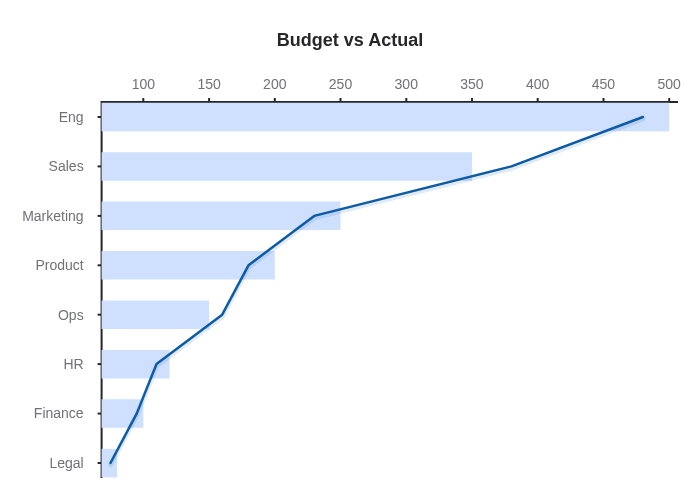 Budget vs Actual
100 150 200 250 300 350 400 450 500
Eng
Sales
Marketing
Product
Ops
HR
Finance
Legal